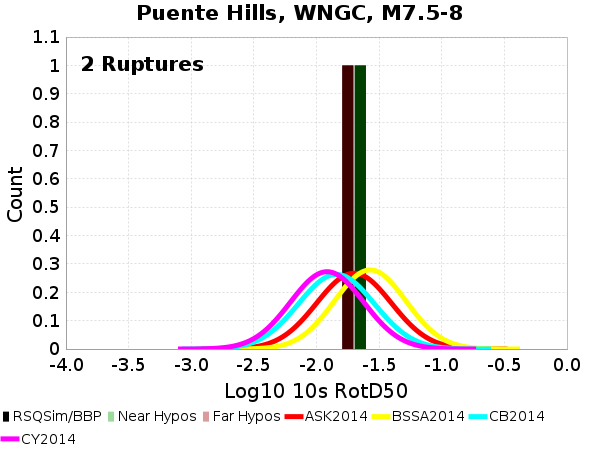 Puente Hills, WNGC, M7.5-8
2 Ruptures
1.1
1
0.9
0.8
0.7
0.6
0.5
0.4
0.3
0.2
0.1
0
Count
-4.0 -3.5 -3.0 -2.5 -2.0 -1.5 -1.0 -0.5 0.0
Log10 10s RotD50
RSQSim/BBP Near Hypos Far Hypos ASK2014 BSSA2014 CB2014
CY2014